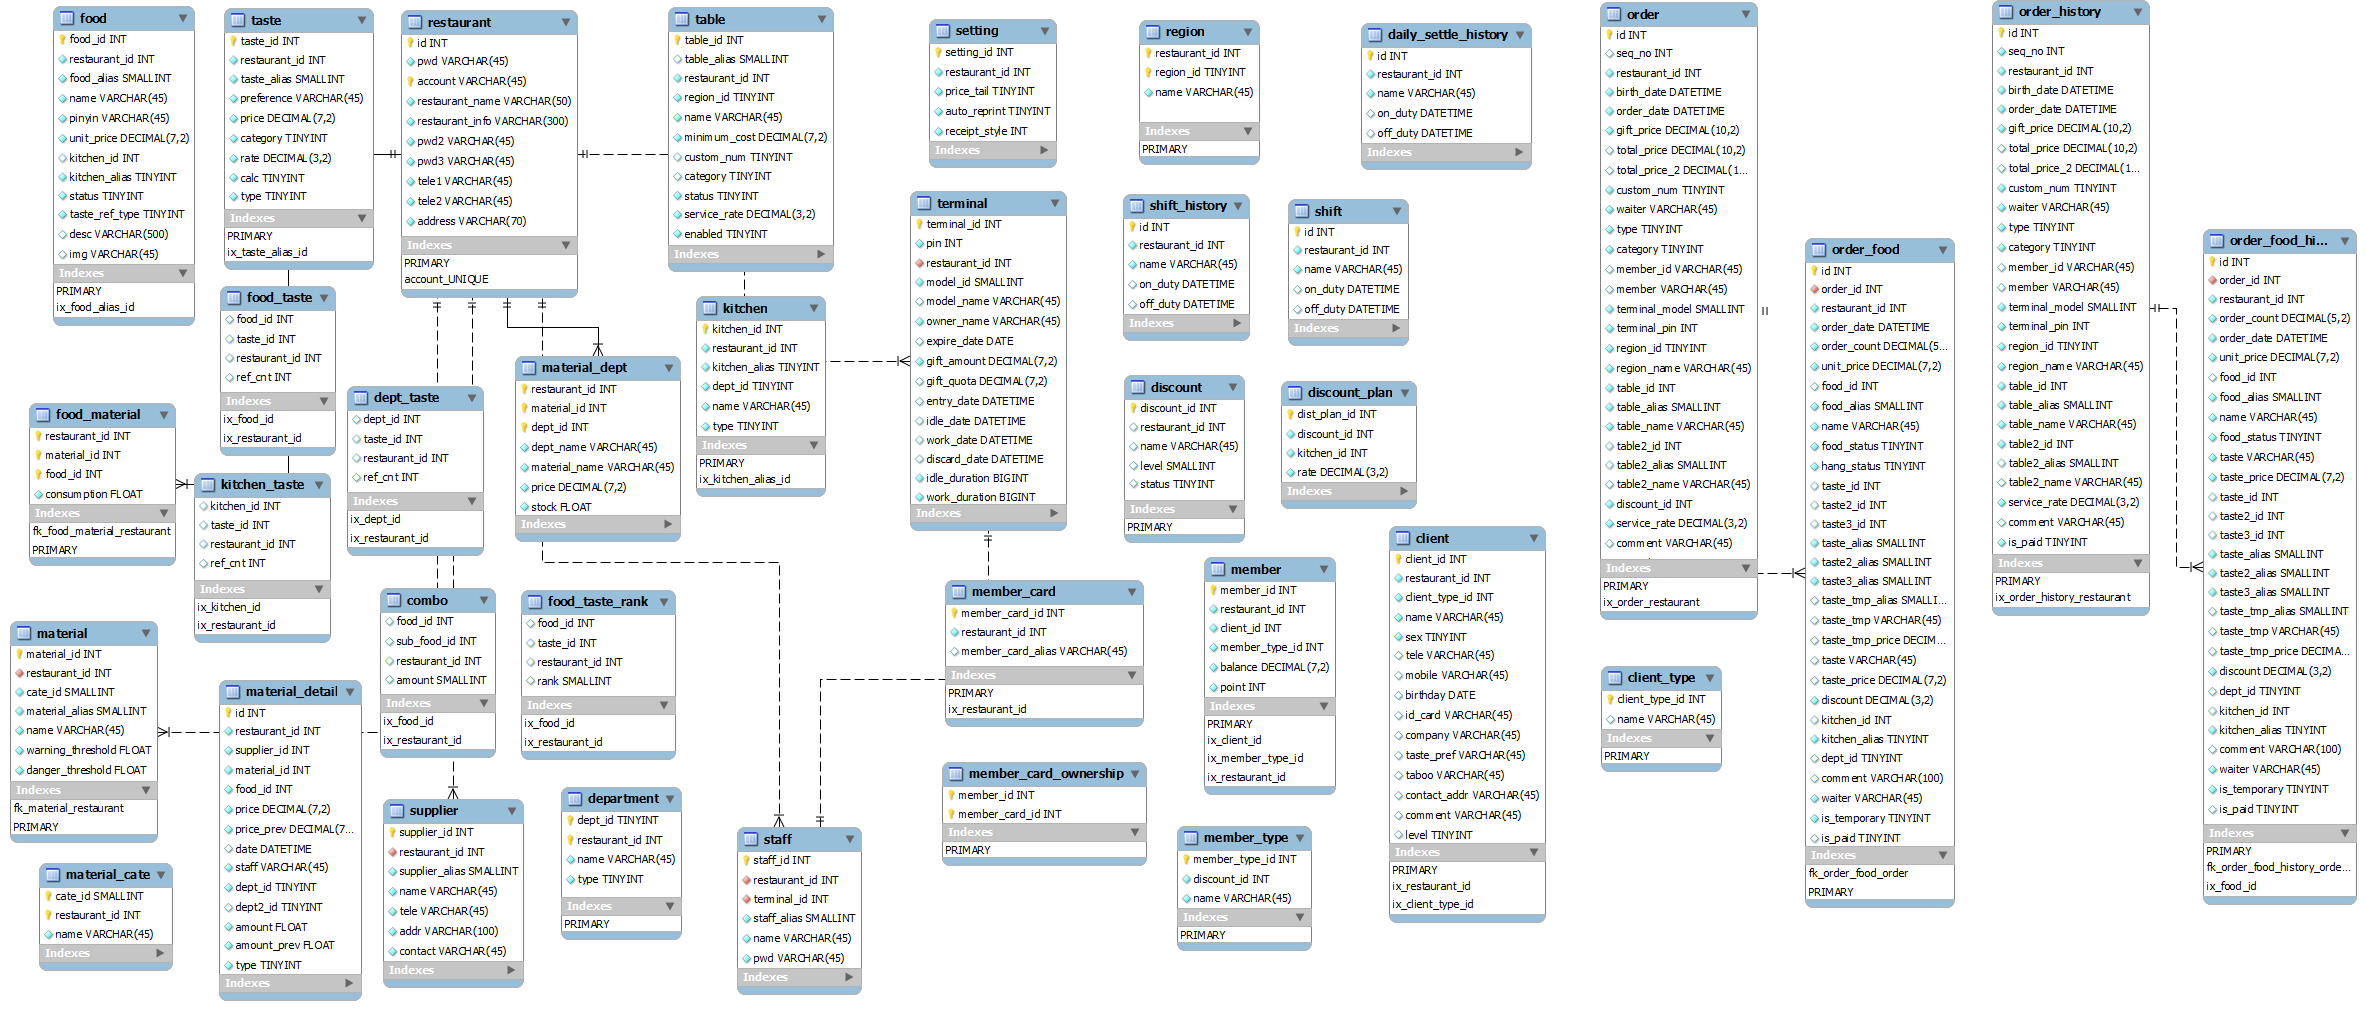 food
food_id INT
restaurant_id INT
food_alias SMALLINT
name VARCHAR(45)
pinyin VARCHAR(45)
unit_price DECIMAL(7,2)
kitchen_id INT
kitchen_alias TINYINT
status TINYINT
taste_ref_type TINYINT
desc VARCHAR(500)
img VARCHAR(45)
Indexes
PRIMARY
ix_food_alias_id
taste
taste_id INT
restaurant_id INT
taste_alias SMALLINT
preference VARCHAR(45)
price DECIMAL(7,2)
category TINYINT
rate DECIMAL(3,2)
calc TINYINT
type TINYINT
Indexes
PRIMARY
ix_taste_alias_id
restaurant
id INT
pwd VARCHAR(45)
account VARCHAR(45)
restaurant_name VARCHAR(50)
restaurant_info VARCHAR(300)
pwd2 VARCHAR(45)
pwd3 VARCHAR(45)
tele1 VARCHAR(45)
tele2 VARCHAR(45)
address VARCHAR(70)
Indexes
PRIMARY
account_UNIQUE
table
table_id INT
table_alias SMALLINT
restaurant_id INT
region_id TINYINT
name VARCHAR(45)
minimum_cost DECIMAL(7,2)
custom_num TINYINT
category TINYINT
status TINYINT
service_rate DECIMAL(3,2)
enabled TINYINT
Indexes
setting
setting_id INT
restaurant_id INT
price_tail TINYINT
auto_reprint TINYINT
receipt_style INT
Indexes
region
restaurant_id INT
region_id TINYINT
name VARCHAR(45)
Indexes
PRIMARY
daily_settle_history
id INT
restaurant_id INT
name VARCHAR(45)
on_duty DATETIME
off_duty DATETIME
Indexes
order
id INT
seq_no INT
restaurant_id INT
birth_date DATETIME
order_date DATETIME
gift_price DECIMAL(10,2)
total_price DECIMAL(10,2)
total_price_2 DECIMAL(1...
custom_num TINYINT
waiter VARCHAR(45)
type TINYINT
category TINYINT
member_id VARCHAR(45)
member VARCHAR(45)
terminal_model SMALLINT
terminal_pin INT
region_id TINYINT
region_name VARCHAR(45)
table_id INT
table_alias SMALLINT
table_name VARCHAR(45)
table2_id INT
table2_alias SMALLINT
table2_name VARCHAR(45)
discount_id INT
service_rate DECIMAL(3,2)
comment VARCHAR(45)
Indexes
PRIMARY
ix_order_restaurant
order_history
id INT
seq_no INT
restaurant_id INT
birth_date DATETIME
order_date DATETIME
gift_price DECIMAL(10,2)
total_price DECIMAL(10,2)
total_price_2 DECIMAL(1...
custom_num TINYINT
waiter VARCHAR(45)
type TINYINT
category TINYINT
member_id VARCHAR(45)
member VARCHAR(45)
terminal_model SMALLINT
terminal_pin INT
region_id TINYINT
region_name VARCHAR(45)
table_id INT
table_alias SMALLINT
table_name VARCHAR(45)
table2_id INT
table2_alias SMALLINT
table2_name VARCHAR(45)
service_rate DECIMAL(3,2)
comment VARCHAR(45)
is_paid TINYINT
Indexes
PRIMARY
ix_order_history_restaurant
terminal
terminal_id INT
pin INT
restaurant_id INT
model_id SMALLINT
model_name VARCHAR(45)
owner_name VARCHAR(45)
expire_date DATE
gift_amount DECIMAL(7,2)
gift_quota DECIMAL(7,2)
entry_date DATETIME
idle_date DATETIME
work_date DATETIME
discard_date DATETIME
idle_duration BIGINT
work_duration BIGINT
Indexes
shift_history
id INT
restaurant_id INT
name VARCHAR(45)
on_duty DATETIME
off_duty DATETIME
Indexes
shift
id INT
restaurant_id INT
name VARCHAR(45)
on_duty DATETIME
off_duty DATETIME
Indexes
order_food
id INT
order_id INT
restaurant_id INT
order_date DATETIME
order_count DECIMAL(5...
unit_price DECIMAL(7,2)
food_id INT
food_alias SMALLINT
name VARCHAR(45)
food_status TINYINT
hang_status TINYINT
taste_id INT
taste2_id INT
taste3_id INT
taste_alias SMALLINT
taste2_alias SMALLINT
taste3_alias SMALLINT
taste_tmp_alias SMALLI...
taste_tmp VARCHAR(45)
taste_tmp_price DECIM...
taste VARCHAR(45)
taste_price DECIMAL(7,2)
discount DECIMAL(3,2)
kitchen_id INT
kitchen_alias TINYINT
dept_id TINYINT
comment VARCHAR(100)
waiter VARCHAR(45)
is_temporary TINYINT
is_paid TINYINT
Indexes
fk_order_food_order
PRIMARY
order_food_hi...
id INT
order_id INT
restaurant_id INT
order_count DECIMAL(5,2)
order_date DATETIME
unit_price DECIMAL(7,2)
food_id INT
food_alias SMALLINT
name VARCHAR(45)
food_status TINYINT
taste VARCHAR(45)
taste_price DECIMAL(7,2)
taste_id INT
taste2_id INT
taste3_id INT
taste_alias SMALLINT
taste2_alias SMALLINT
taste3_alias SMALLINT
taste_tmp_alias SMALLINT
taste_tmp VARCHAR(45)
taste_tmp_price DECIMA...
discount DECIMAL(3,2)
dept_id TINYINT
kitchen_id INT
kitchen_alias TINYINT
comment VARCHAR(100)
waiter VARCHAR(45)
is_temporary TINYINT
is_paid TINYINT
Indexes
PRIMARY
fk_order_food_history_orde...
ix_food_id
food_taste
food_id INT
taste_id INT
restaurant_id INT
ref_cnt INT
Indexes
ix_food_id
ix_restaurant_id
kitchen
kitchen_id INT
restaurant_id INT
kitchen_alias TINYINT
dept_id TINYINT
name VARCHAR(45)
type TINYINT
Indexes
PRIMARY
ix_kitchen_alias_id
material_dept
restaurant_id INT
material_id INT
dept_id INT
dept_name VARCHAR(45)
material_name VARCHAR(45)
price DECIMAL(7,2)
stock FLOAT
Indexes
dept_taste
dept_id INT
taste_id INT
restaurant_id INT
ref_cnt INT
Indexes
ix_dept_id
ix_restaurant_id
discount
discount_id INT
restaurant_id INT
name VARCHAR(45)
level SMALLINT
status TINYINT
Indexes
PRIMARY
discount_plan
dist_plan_id INT
discount_id INT
kitchen_id INT
rate DECIMAL(3,2)
Indexes
food_material
restaurant_id INT
material_id INT
food_id INT
consumption FLOAT
Indexes
fk_food_material_restaurant
PRIMARY
kitchen_taste
kitchen_id INT
taste_id INT
restaurant_id INT
ref_cnt INT
Indexes
ix_kitchen_id
ix_restaurant_id
client
client_id INT
restaurant_id INT
client_type_id INT
name VARCHAR(45)
sex TINYINT
tele VARCHAR(45)
mobile VARCHAR(45)
birthday DATE
id_card VARCHAR(45)
company VARCHAR(45)
taste_pref VARCHAR(45)
taboo VARCHAR(45)
contact_addr VARCHAR(45)
comment VARCHAR(45)
level TINYINT
Indexes
PRIMARY
ix_restaurant_id
ix_client_type_id
member
member_id INT
restaurant_id INT
client_id INT
member_type_id INT
balance DECIMAL(7,2)
point INT
Indexes
PRIMARY
ix_client_id
ix_member_type_id
ix_restaurant_id
member_card
member_card_id INT
restaurant_id INT
member_card_alias VARCHAR(45)
Indexes
PRIMARY
ix_restaurant_id
combo
food_id INT
sub_food_id INT
restaurant_id INT
amount SMALLINT
Indexes
ix_food_id
ix_restaurant_id
food_taste_rank
food_id INT
taste_id INT
restaurant_id INT
rank SMALLINT
Indexes
ix_food_id
ix_restaurant_id
material
material_id INT
restaurant_id INT
cate_id SMALLINT
material_alias SMALLINT
name VARCHAR(45)
warning_threshold FLOAT
danger_threshold FLOAT
Indexes
fk_material_restaurant
PRIMARY
client_type
client_type_id INT
name VARCHAR(45)
Indexes
PRIMARY
material_detail
id INT
restaurant_id INT
supplier_id INT
material_id INT
food_id INT
price DECIMAL(7,2)
price_prev DECIMAL(7...
date DATETIME
staff VARCHAR(45)
dept_id TINYINT
dept2_id TINYINT
amount FLOAT
amount_prev FLOAT
type TINYINT
Indexes
member_card_ownership
member_id INT
member_card_id INT
Indexes
PRIMARY
department
dept_id TINYINT
restaurant_id INT
name VARCHAR(45)
type TINYINT
Indexes
PRIMARY
supplier
supplier_id INT
restaurant_id INT
supplier_alias SMALLINT
name VARCHAR(45)
tele VARCHAR(45)
addr VARCHAR(100)
contact VARCHAR(45)
Indexes
staff
staff_id INT
restaurant_id INT
terminal_id INT
staff_alias SMALLINT
name VARCHAR(45)
pwd VARCHAR(45)
Indexes
member_type
member_type_id INT
discount_id INT
name VARCHAR(45)
Indexes
PRIMARY
material_cate
cate_id SMALLINT
restaurant_id INT
name VARCHAR(45)
Indexes